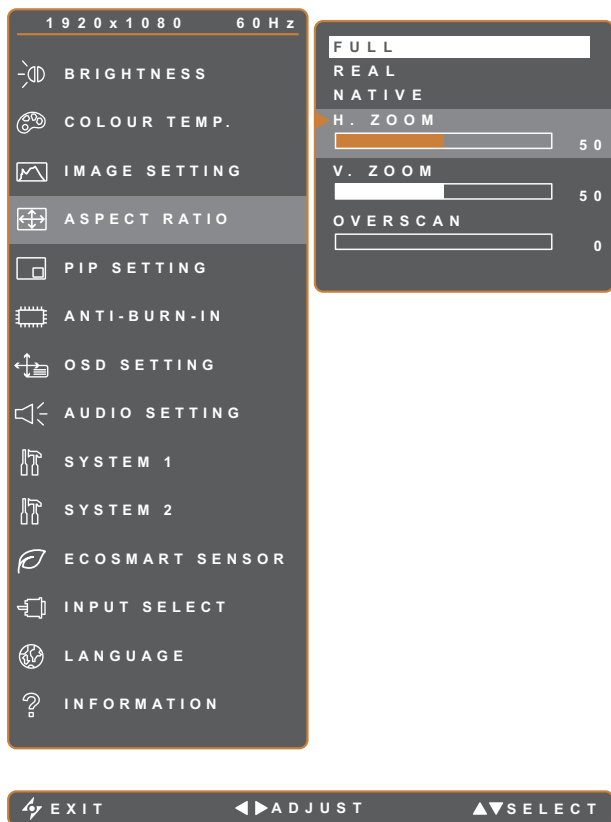 1920x1080 60Hz
BRIGHTNESS
COLOUR TEMP.
IMAGE SETTING
ASPECT RATIO
PIP SETTING
ANTI-BURN-IN
OSD SETTING
AUDIO SETTING
SYSTEM 1
SYSTEM 2
ECOSMART SENSOR
INPUT SELECT
LANGUAGE
INFORMATION
FULL
REAL
NATIVE
H. ZOOM
50
V. ZOOM
50
OVERSCAN
0
EXIT ADJUST SELECT